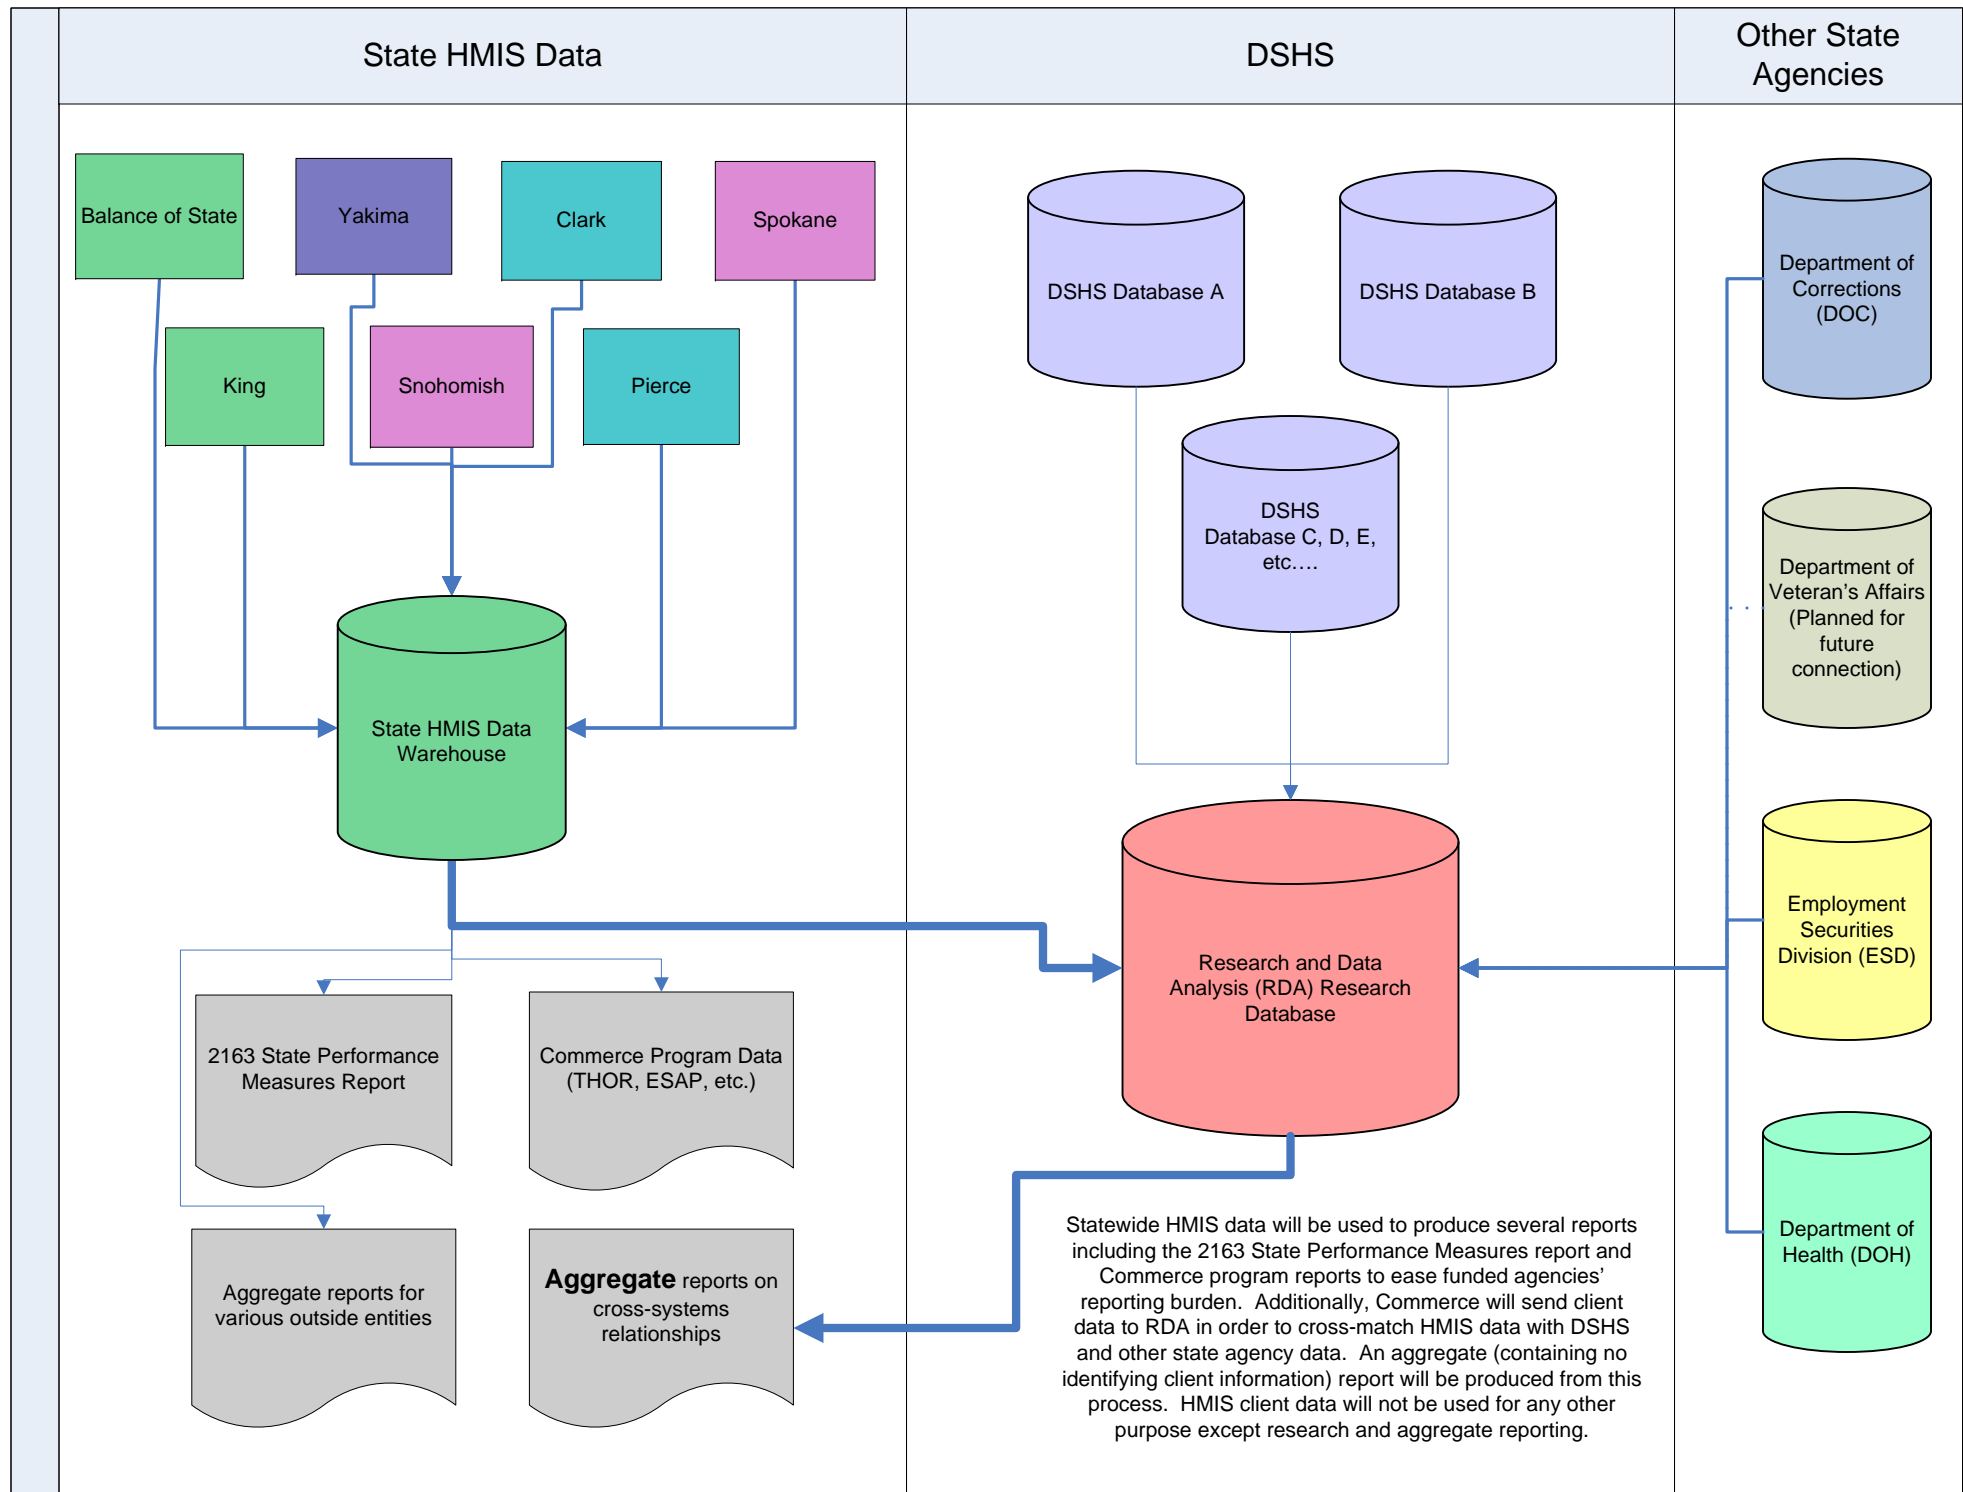 State HMIS Data
DSHS
Other State
Agencies
Balance of State
Yakima
Clark
Spokane
King
Snohomish
Pierce
State HMIS Data
Warehouse
2163 State Performance
Measures Report
Commerce Program Data
(THOR, ESAP, etc.)
Aggregate reports for
various outside entities
Aggregate reports on
cross-systems
relationships
DSHS Database A
DSHS Database B
DSHS
Database C, D, E,
etc….
Research and Data
Analysis (RDA) Research
Database
Statewide HMIS data will be used to produce several reports
including the 2163 State Performance Measures report and
Commerce program reports to ease funded agencies’
reporting burden.  Additionally, Commerce will send client
data to RDA in order to cross-match HMIS data with DSHS
and other state agency data.  An aggregate (containing no
identifying client information) report will be produced from this
process.  HMIS client data will not be used for any other
purpose except research and aggregate reporting.
Department of
Corrections
(DOC)
Department of
Veteran’s Affairs
(Planned for
future
connection)
Employment
Securities
Division (ESD)
Department of
Health (DOH)